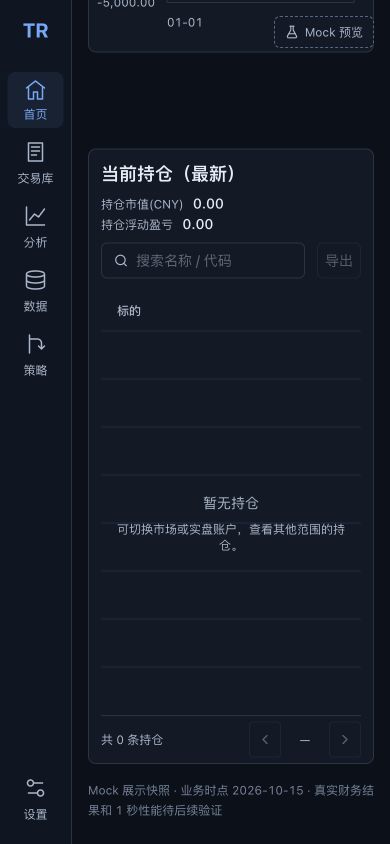 TR
首页
交易库
分析
数据
策略
设置
-5,000.00
01-01
Mock 预览
当前持仓（最新）
持仓市值(CNY) 0.00
持仓浮动盈亏 0.00
搜索名称 / 代码
导出
标的
暂无持仓
可切换市场或实盘账户，查看其他范围的持
仓。
共 0 条持仓
—
Mock 展示快照 · 业务时点 2026-10-15 · 真实财务结
果和 1 秒性能待后续验证